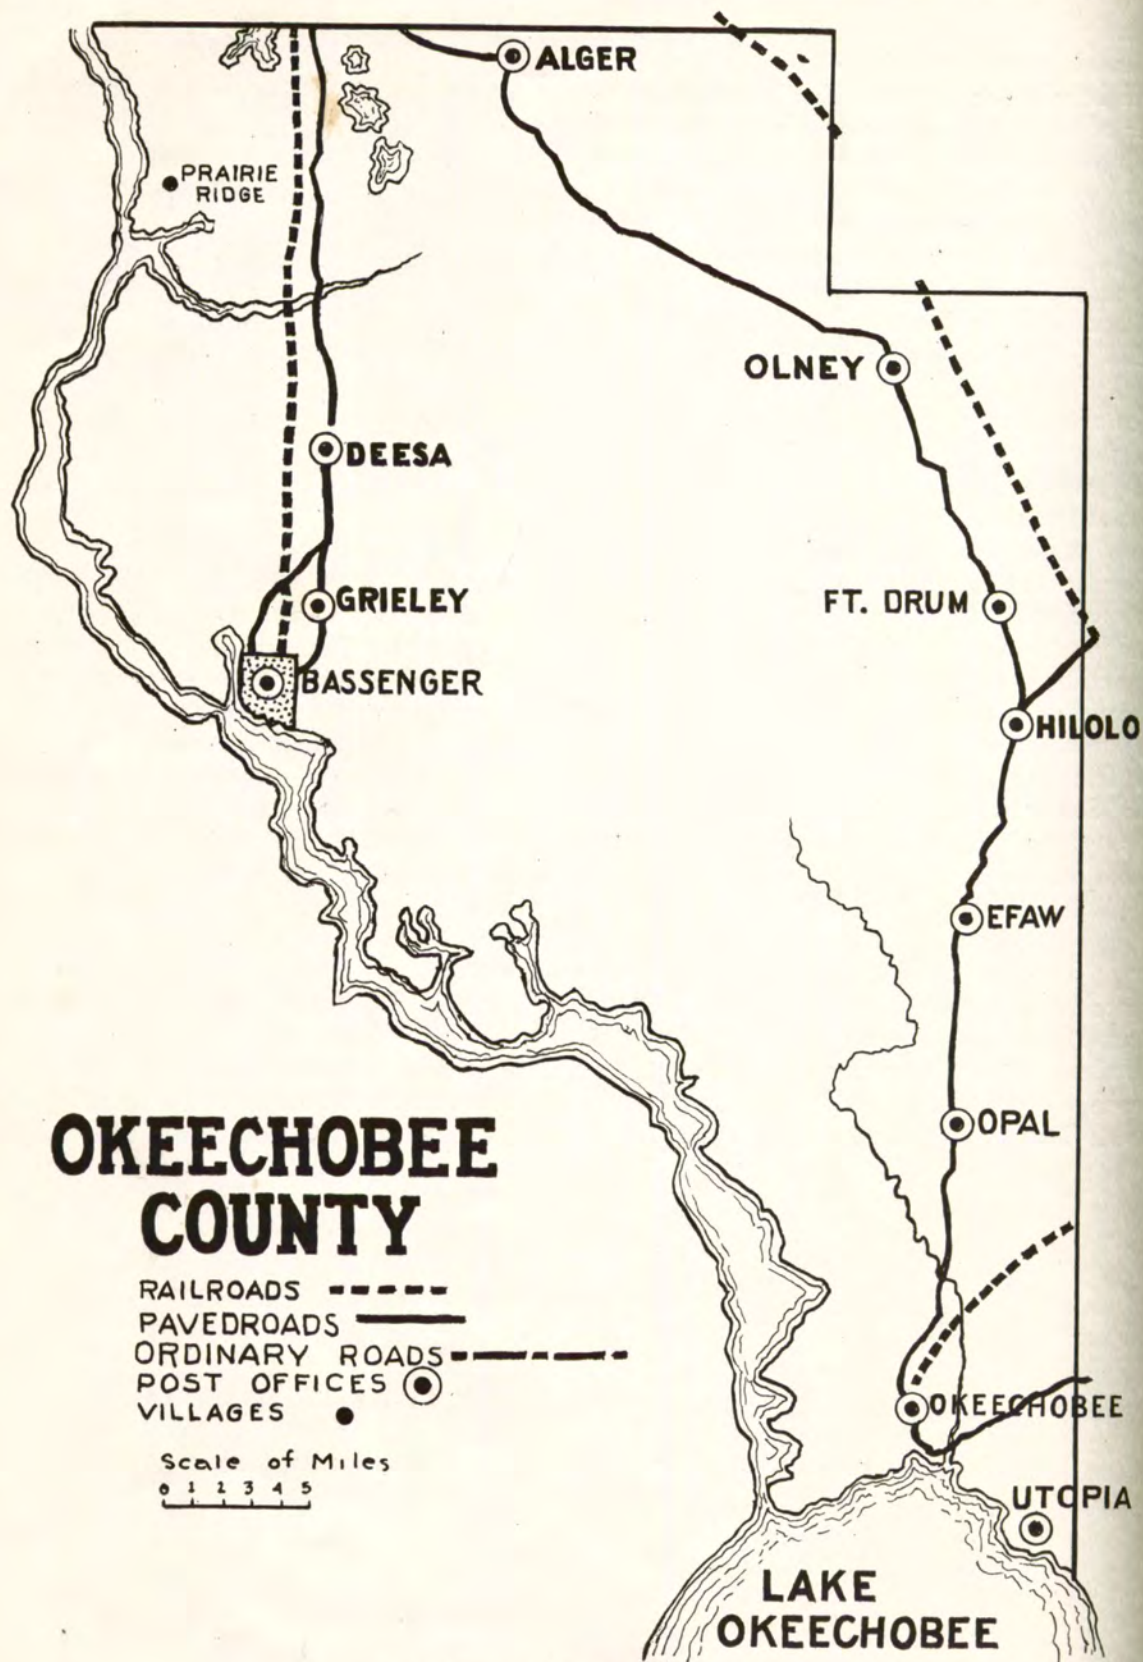 ALGER
PRAIRIE
RIDGE
OLNEY
DEESA
GRIELEY
FT. DRUM
BASSENGER
HILOLO
EFAW
OPAL
OKEECHOBEE
COUNTY
RAILROADS
PAVEDROADS
ORDINARY ROADS
POST OFFICES
VILLAGES
Scale of Miles
0 1 2 3 4 5
OKEECHOBEE
UTOPIA
LAKE
OKEECHOBEE